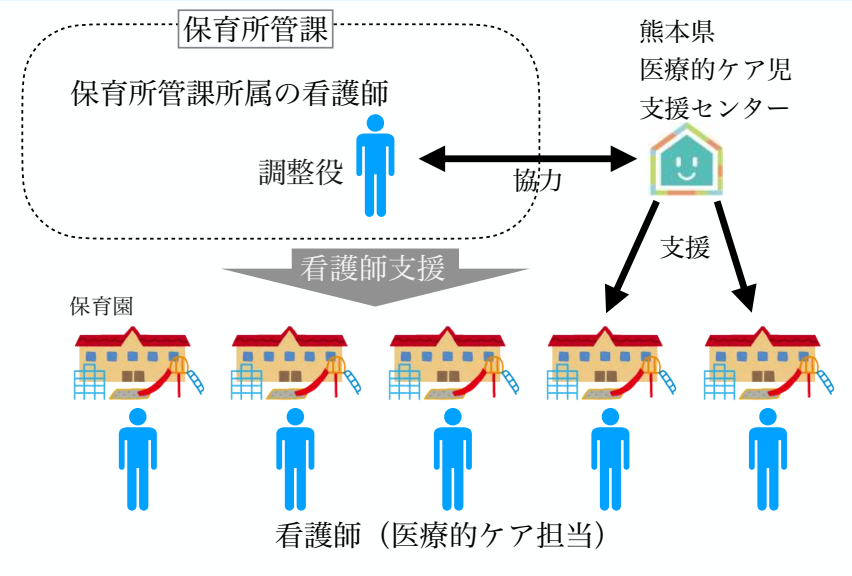 保育所管課
保育所管課所属の看護師
調整役
協力
熊本県
医療的ケア児
支援センター
支援
看護師支援
保育園
看護師（医療的ケア担当）